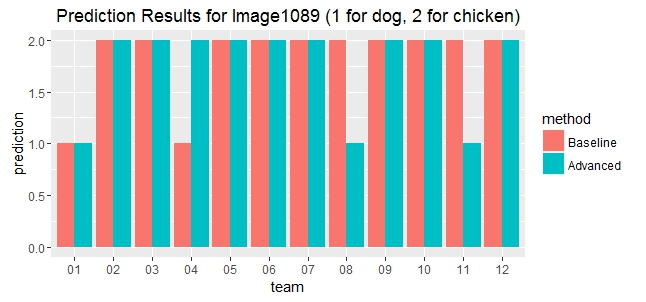 Prediction Results for Image1089 (1 for dog, 2 for chicken)
2.0
1.5
1.0
0.5
0.0
prediction
01 02 03 04 05 06 07 08 09 10 11 12
team
method
Baseline
Advanced